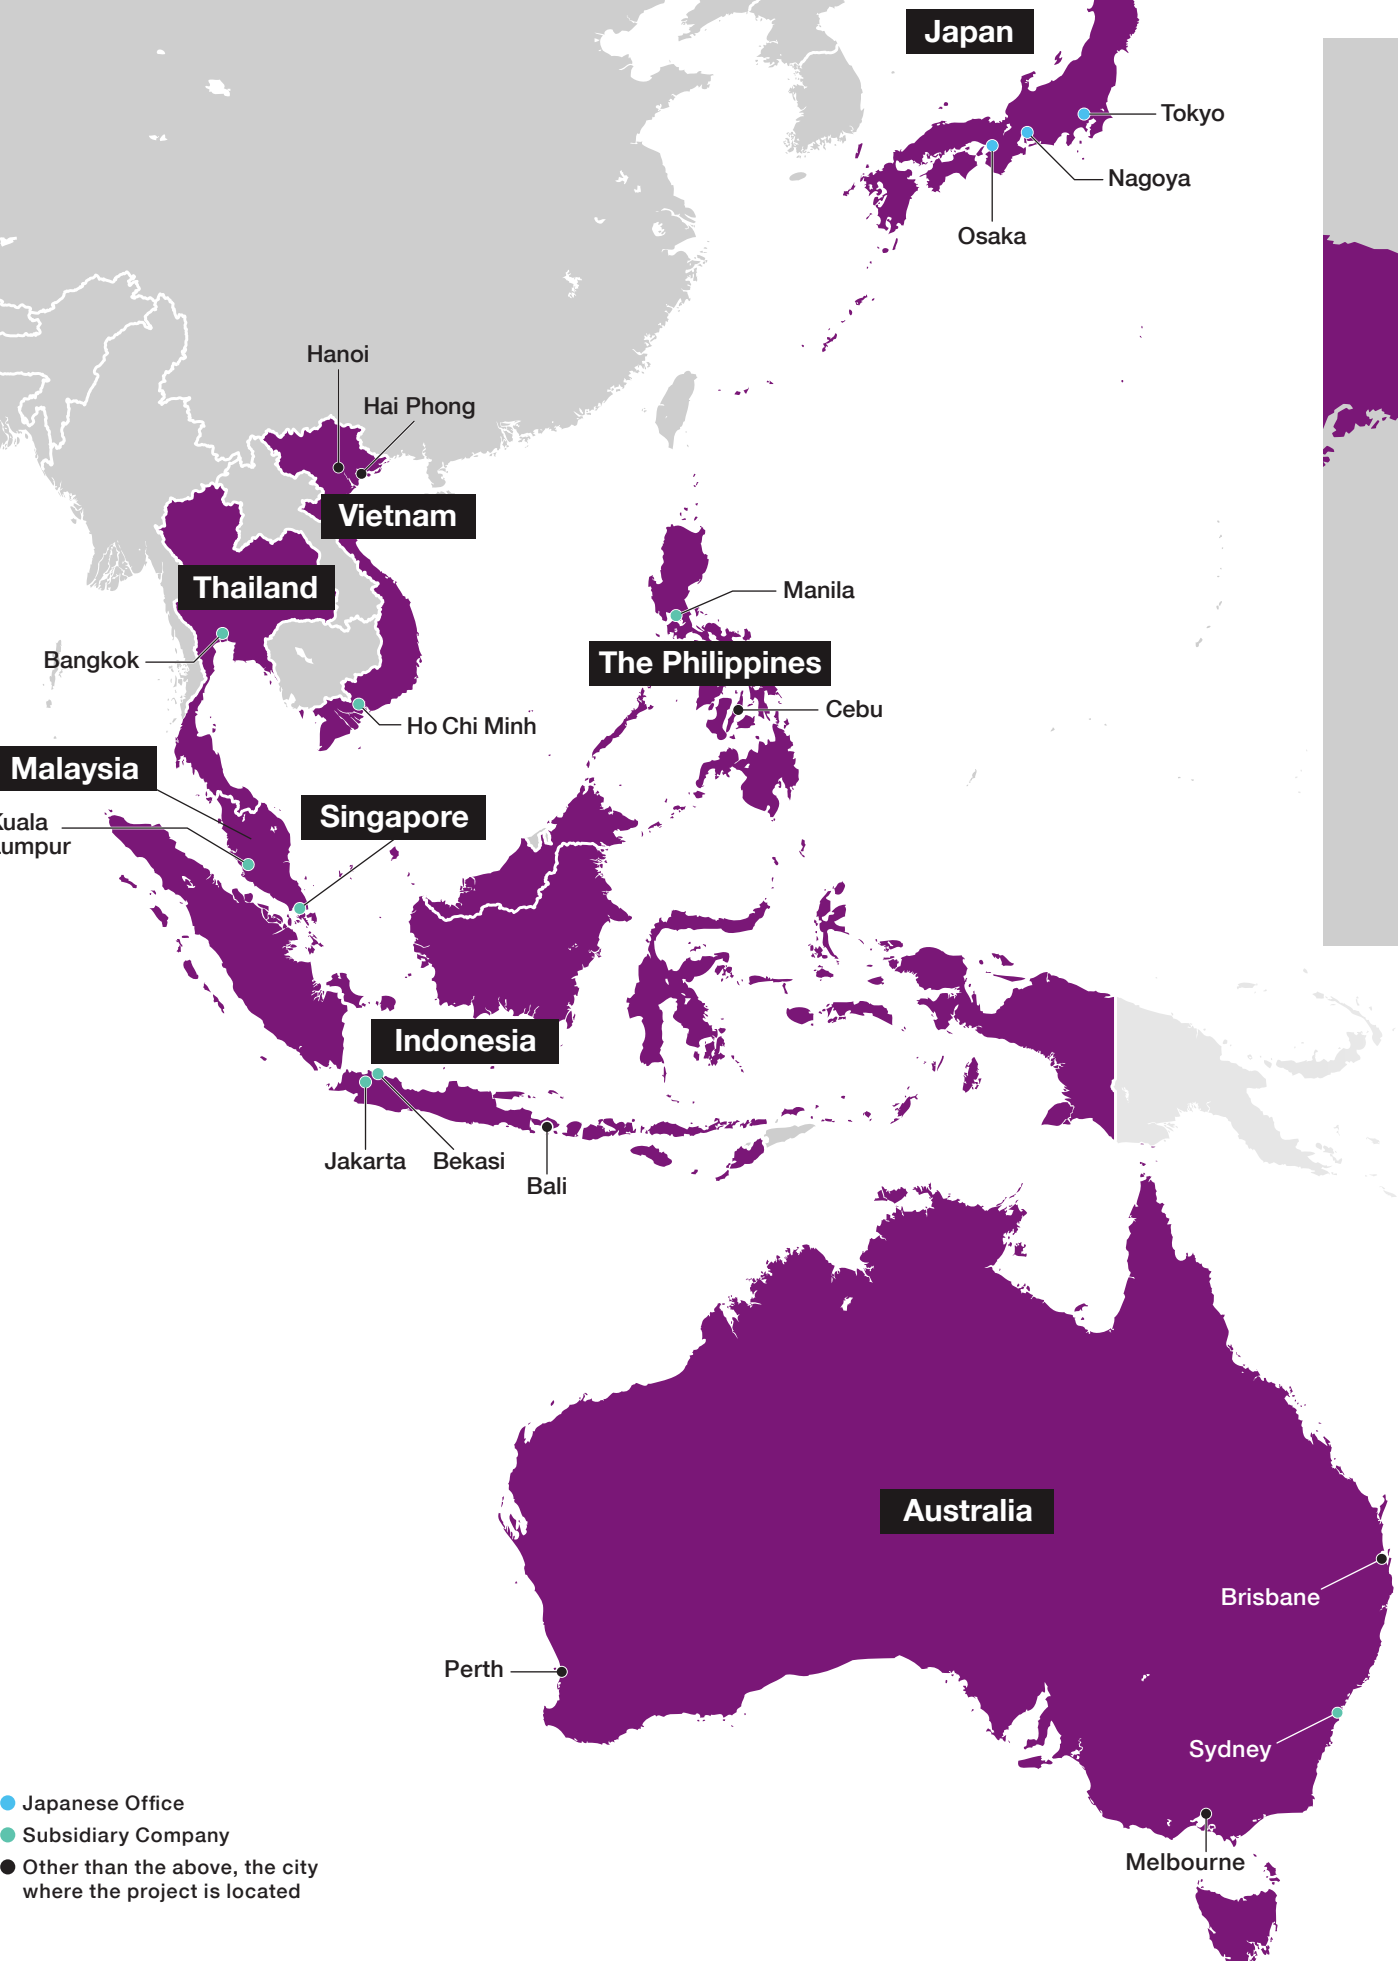 Japan
Tokyo
Nagoya
Osaka
Hanoi
Hai Phong
Vietnam
Thailand
Manila
The Philippines
Bangkok
Cebu
Ho Chi Minh
Malaysia
Singapore
Indonesia
Jakarta
Bekasi
Bali
Australia
Brisbane
Perth
Sydney
Melbourne
Japanese Office
Subsidiary Company
Other than the above, the city
where the project is located